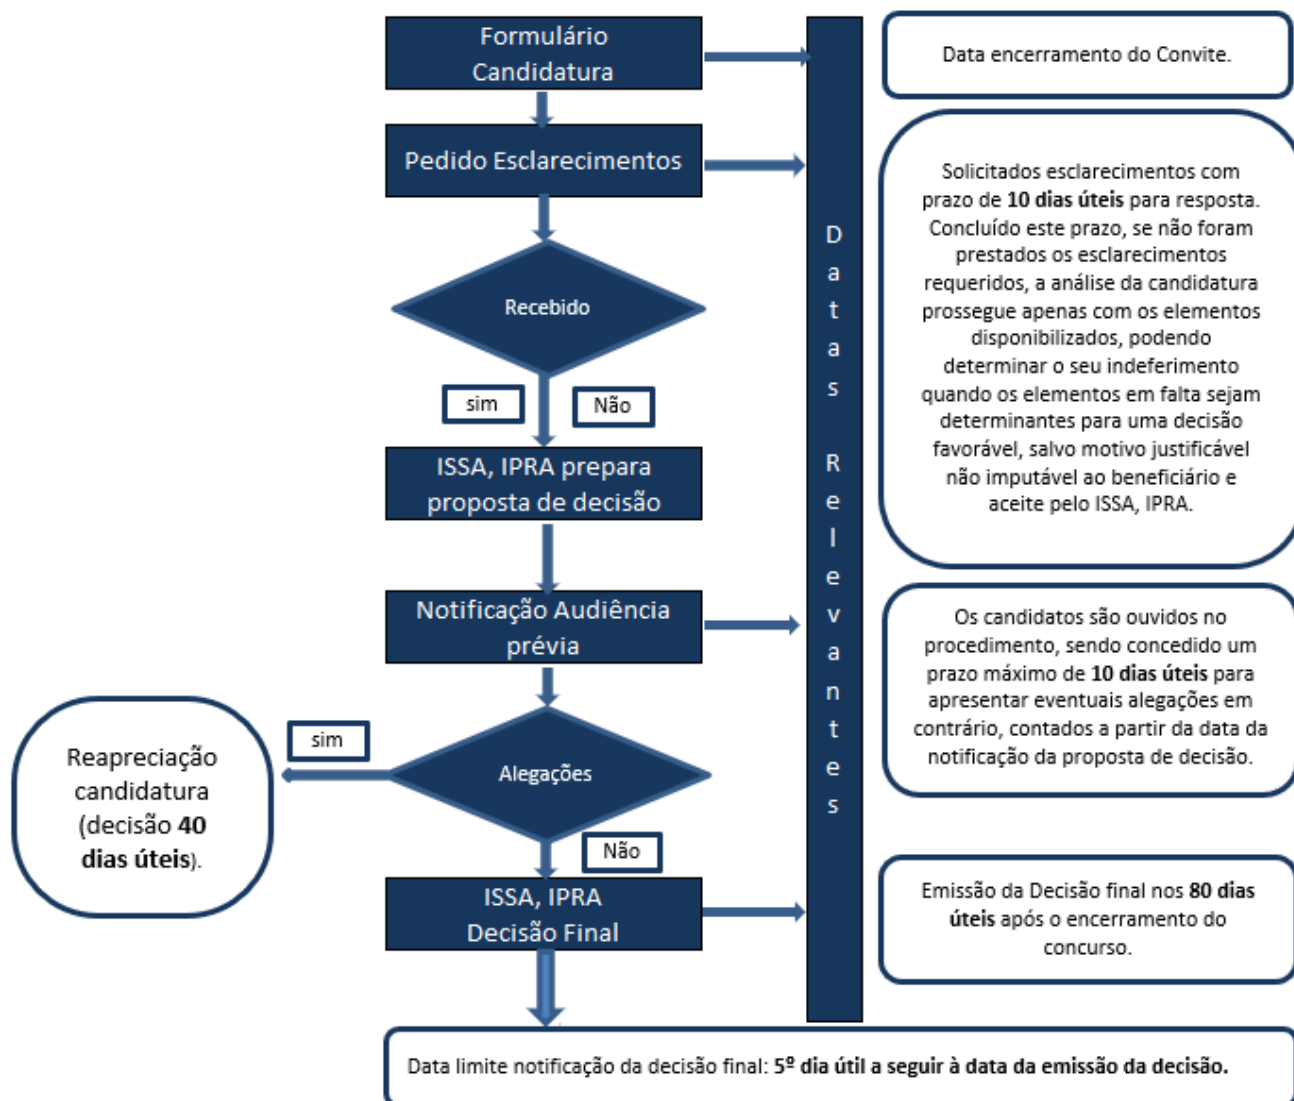 Formulário
Candidatura
Data encerramento do Convite.
Pedido Esclarecimentos
Solicitados esclarecimentos com
prazo de 10 dias úteis para resposta.
Concluído este prazo, se não foram
prestados os esclarecimentos
requeridos, a análise da candidatura
prossegue apenas com os elementos
disponibilizados, podendo
determinar o seu indeferimento
quando os elementos em falta sejam
determinantes para uma decisão
favorável, salvo motivo justificável
não imputável ao beneficiário e
aceite pelo ISSA, IPRA.
Datas Relevantes
Recebido
sim
Não
ISSA, IPRA prepara
proposta de decisão
Notificação Audiência
prévia
Os candidatos são ouvidos no
procedimento, sendo concedido um
prazo máximo de 10 dias úteis para
apresentar eventuais alegações em
contrário, contados a partir da data da
notificação da proposta de decisão.
Alegações
sim
Reapreciação
candidatura
(decisão 40
dias úteis).
Não
ISSA, IPRA
Decisão Final
Emissão da Decisão final nos 80 dias
úteis após o encerramento do
concurso.
Data limite notificação da decisão final: 5º dia útil a seguir à data da emissão da decisão.